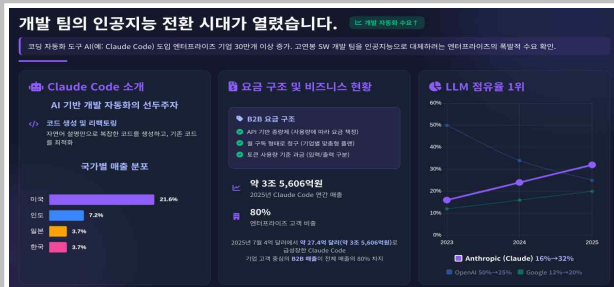 개발 팀의 인공지능 전환 시대가 열렸습니다.
개발 자동화 수요↑
코딩 자동화 도구 AI(예: Claude Code) 도입 엔터프라이즈 기업 30만개 이상 증가. 고연봉 SW 개발 팀을 인공지능으로 대체하려는 엔터프라이즈의 폭발적 수요 확인.
Claude Code 소개
AI 기반 개발 자동화의 선두주자
</> 코드 생성 및 리팩토링
자연어 설명만으로 복잡한 코드를 생성하고, 기존 코드를 최적화
국가별 매출 분포
미국 21.6%
인도 7.2%
일본 3.7%
한국 3.7%
요금 구조 및 비즈니스 현황
B2B 요금 구조
API 기반 종량제 (사용량에 따라 요금 책정)
월 구독 형태로 청구 (기업별 맞춤형 플랜)
토큰 사용량 기준 과금 (입력/출력 구분)
약 3조 5,606억원
2025년 Claude Code 연간 매출
80%
엔터프라이즈 고객 비중
2025년 7월 4억 달러에서 약 27.4억 달러(약 3조 5,606억원)로
급성장한 Claude Code
기업 고객 중심의 B2B 매출이 전체 매출의 80% 차지
LLM 점유율 1위
60%
50%
40%
30%
20%
10%
0%
2023 2024 2025
Anthropic (Claude) 16%→32%
OpenAI 50%→25% Google 12%→20%